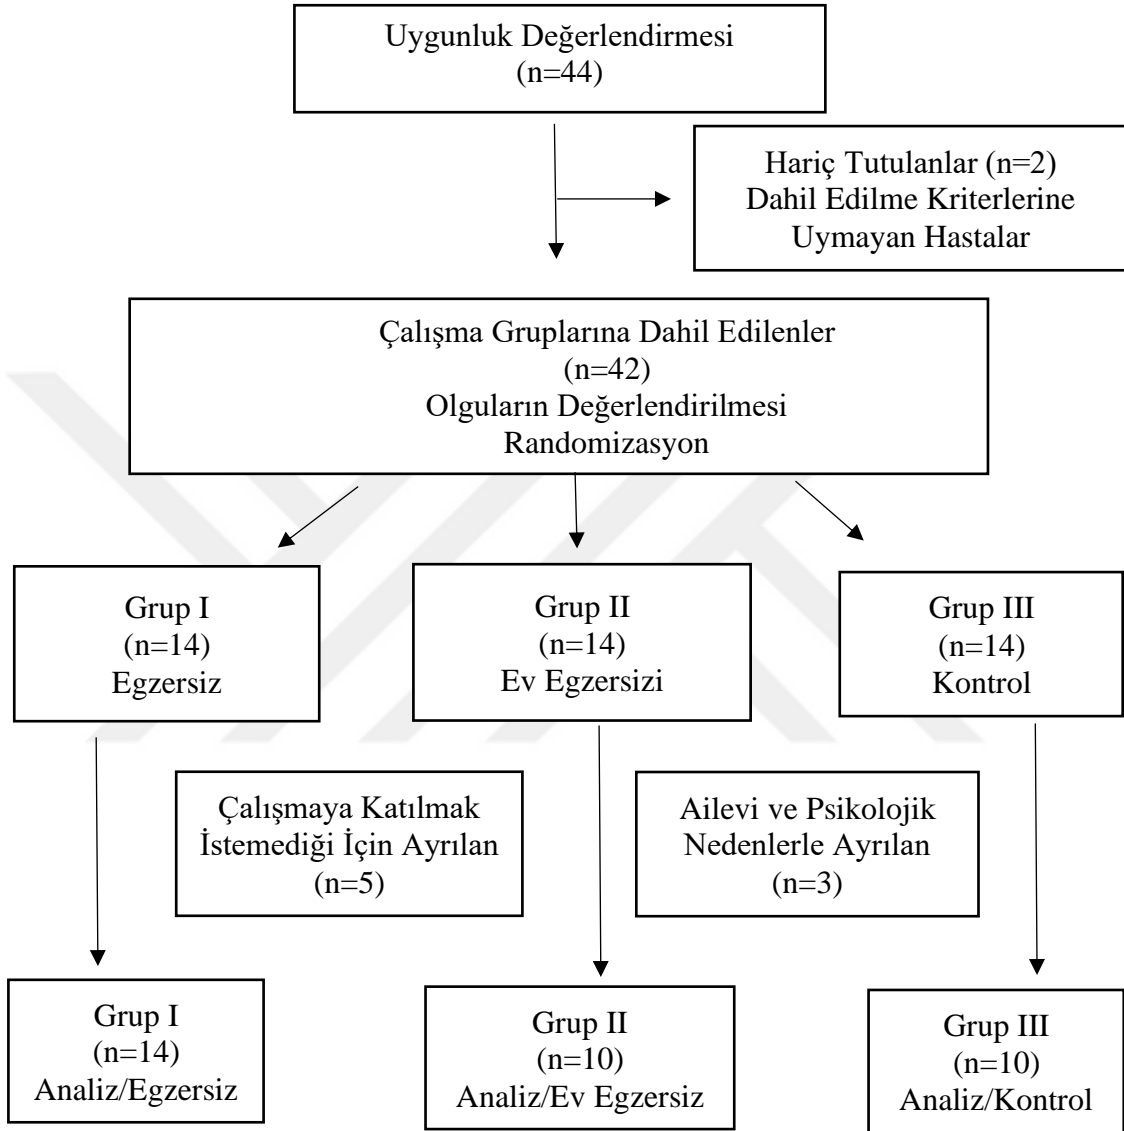 Uygunluk Değerlendirmesi
(n=44)
Hariç Tutulanlar (n=2)
Dahil Edilme Kriterlerine
Uymayan Hastalar
Çalışma Gruplarına Dahil Edilenler
(n=42)
Olguların Değerlendirilmesi
Randomizasyon
Grup I
(n=14)
Egzersiz
Grup II
(n=14)
Ev Egzersizi
Grup III
(n=14)
Kontrol
Çalışmaya Katılmak
İstemediği İçin Ayrılan
(n=5)
Ailevi ve Psikolojik
Nedenlerle Ayrılan
(n=3)
Grup I
(n=14)
Analiz/Egzersiz
Grup II
(n=10)
Analiz/Ev Egzersiz
Grup III
(n=10)
Analiz/Kontrol